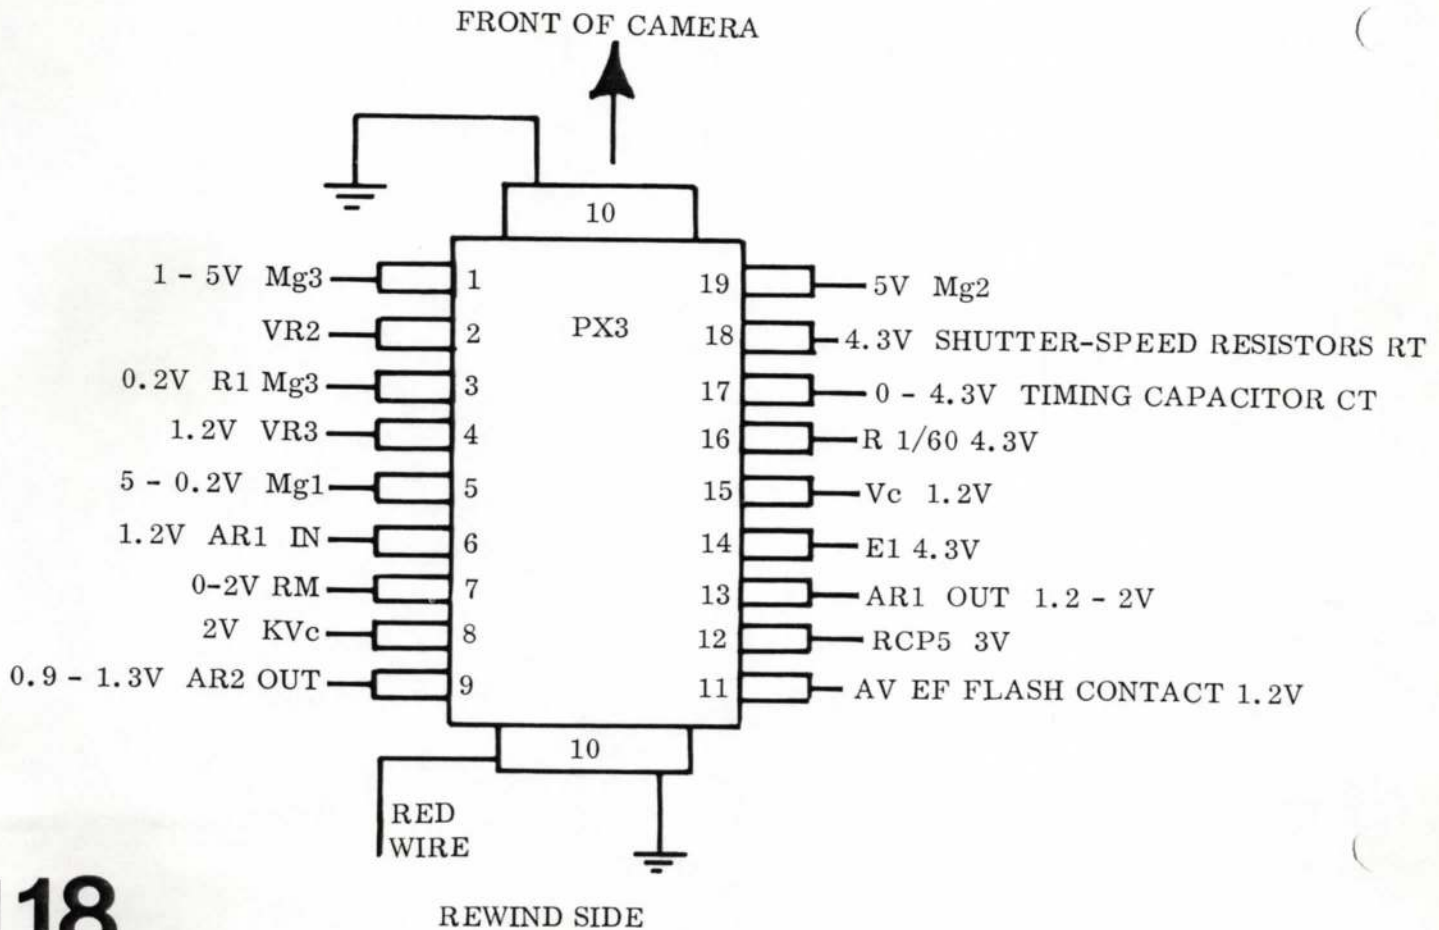 FRONT OF CAMERA
10
1 - 5V Mg3
1
19
5V Mg2
VR2
2
PX3
18
4.3V SHUTTER-SPEED RESISTORS RT
0.2V R1 Mg3
3
17
0 - 4.3V TIMING CAPACITOR CT
1.2V VR3
4
16
R 1/60 4.3V
5 - 0.2V Mg1
5
15
Vc 1.2V
1.2V AR1 IN
6
14
E1 4.3V
0-2V RM
7
13
AR1 OUT 1.2 - 2V
2V KVc
8
12
RCP5 3V
0.9 - 1.3V AR2 OUT
9
11
AV EF FLASH CONTACT 1.2V
10
RED
WIRE
REWIND SIDE
118